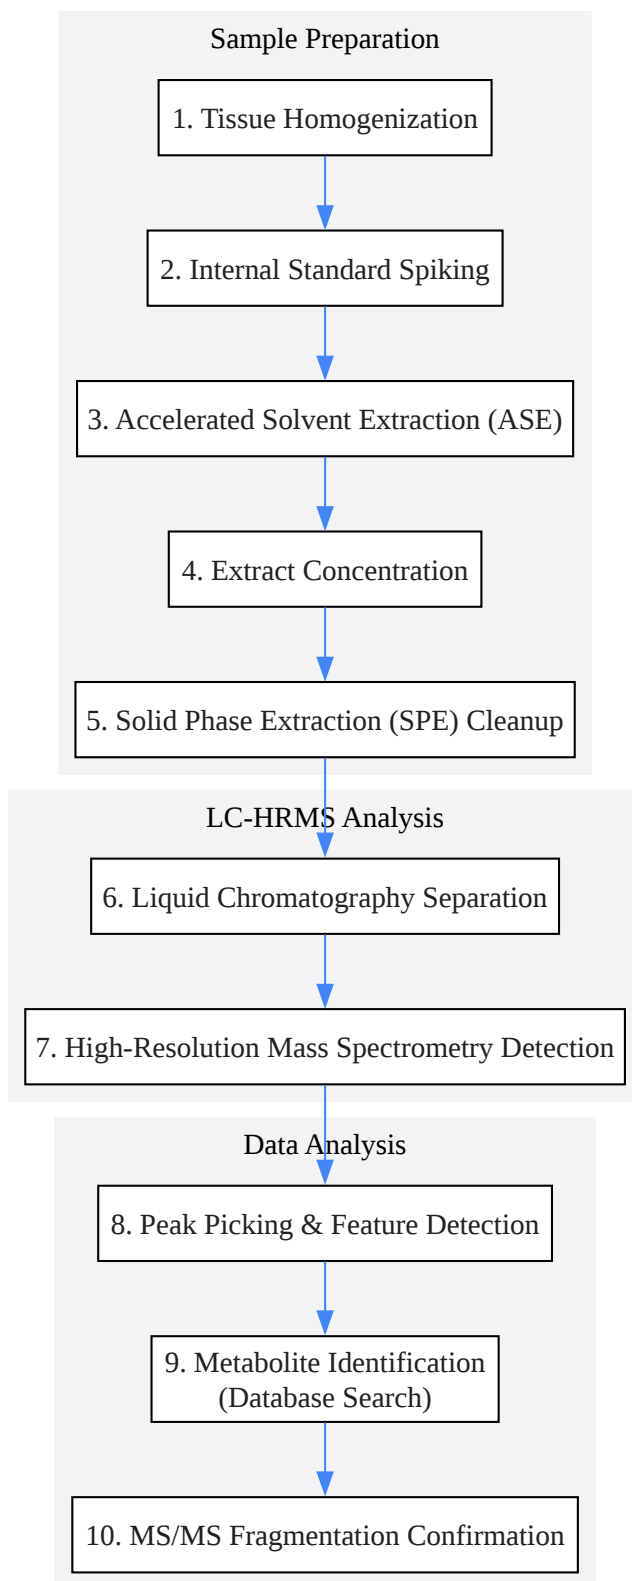 Sample Preparation
1. Tissue Homogenization
2. Internal Standard Spiking
3. Accelerated Solvent Extraction (ASE)
4. Extract Concentration
5. Solid Phase Extraction (SPE) Cleanup
LC-HRMS Analysis
6. Liquid Chromatography Separation
7. High-Resolution Mass Spectrometry Detection
Data Analysis
8. Peak Picking & Feature Detection
9. Metabolite Identification
(Database Search)
10. MS/MS Fragmentation Confirmation